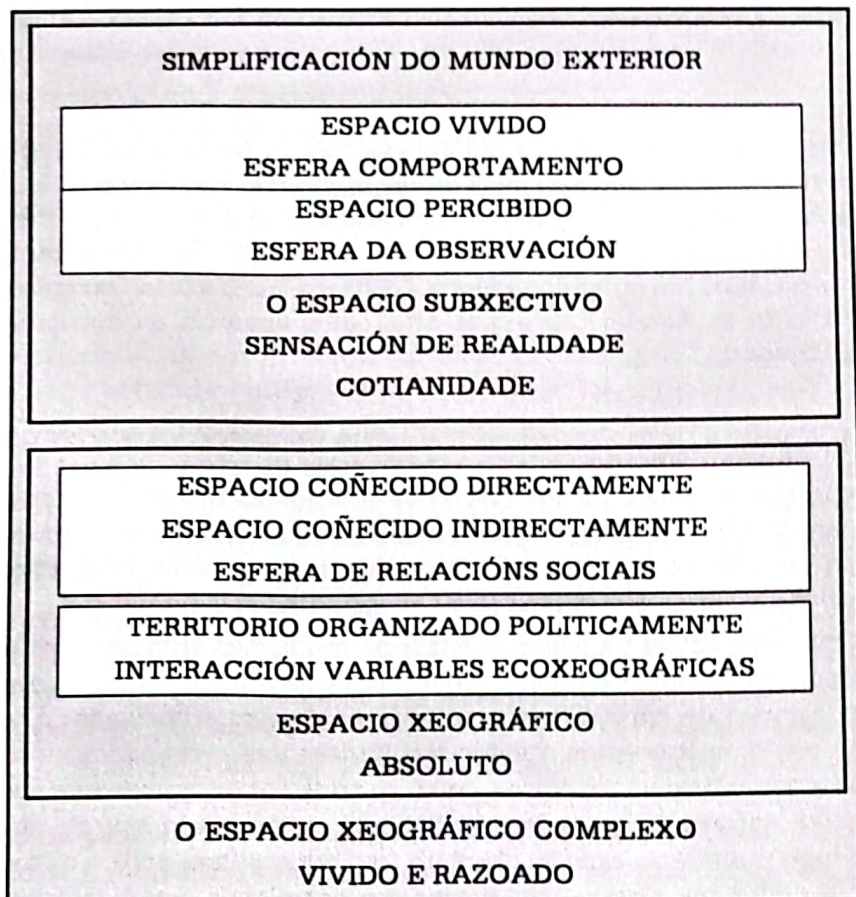 SIMPLIFICACIÓN DO MUNDO EXTERIOR
ESPACIO VIVIDO
ESFERA COMPORTAMENTO
ESPACIO PERCIBIDO
ESFERA DA OBSERVACIÓN
O ESPACIO SUBXECTIVO
SENSACIÓN DE REALIDADE
COTIANIDADE
ESPACIO COÑECIDO DIRECTAMENTE
ESPACIO COÑECIDO INDIRECTAMENTE
ESFERA DE RELACIÓNS SOCIAIS
TERRITORIO ORGANIZADO POLITICAMENTE
INTERACCIÓN VARIABLES ECOXEOGRÁFICAS
ESPACIO XEOGRÁFICO
ABSOLUTO
O ESPACIO XEOGRÁFICO COMPLEXO
VIVIDO E RAZOADO